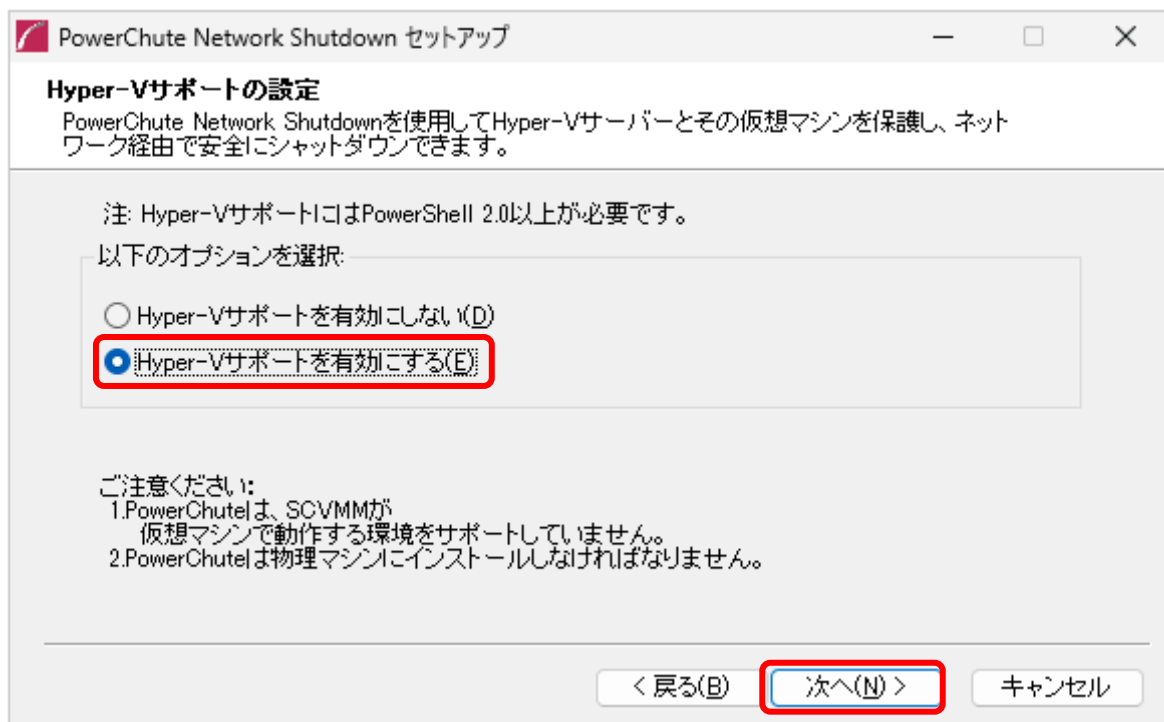 PowerChute Network Shutdown セットアップ
Hyper-Vサポートの設定
PowerChute Network Shutdownを使用してHyper-Vサーバーとその仮想マシンを保護し、ネット
ワーク経由で安全にシャットダウンできます。
注: Hyper-VサポートにはPowerShell 2.0以上が必要です。
以下のオプションを選択:
Hyper-Vサポートを有効にしない(D)
Hyper-Vサポートを有効にする(E)
ご注意ください:
1.PowerChuteは、SCVMMが
仮想マシンで動作する環境をサポートしていません。
2.PowerChuteは物理マシンにインストールしなければなりません。
< 戻る(B) 次へ(N) > キャンセル